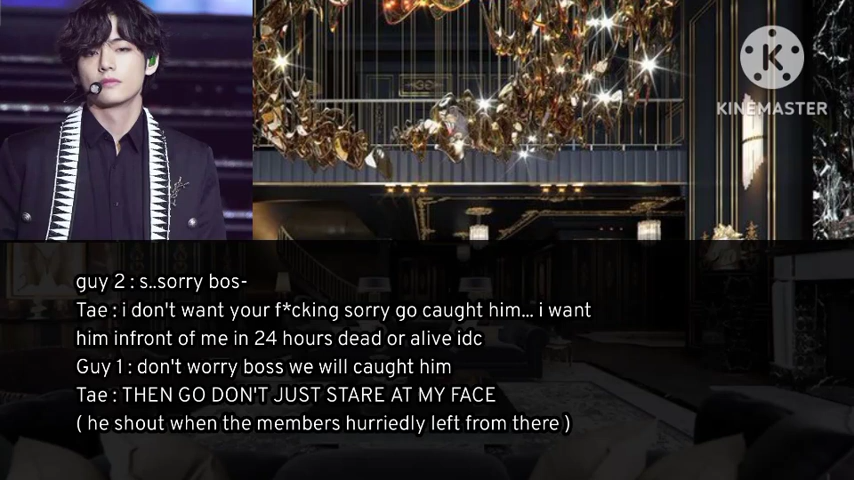 KINEMASTER
guy 2 : s..sorry bos-
Tae : i don't want your f*cking sorry go caught him... i want
him infront of me in 24 hours dead or alive idc
Guy 1 : don't worry boss we will caught him
Tae : THEN GO DON'T JUST STARE AT MY FACE
( he shout when the members hurriedly left from there )